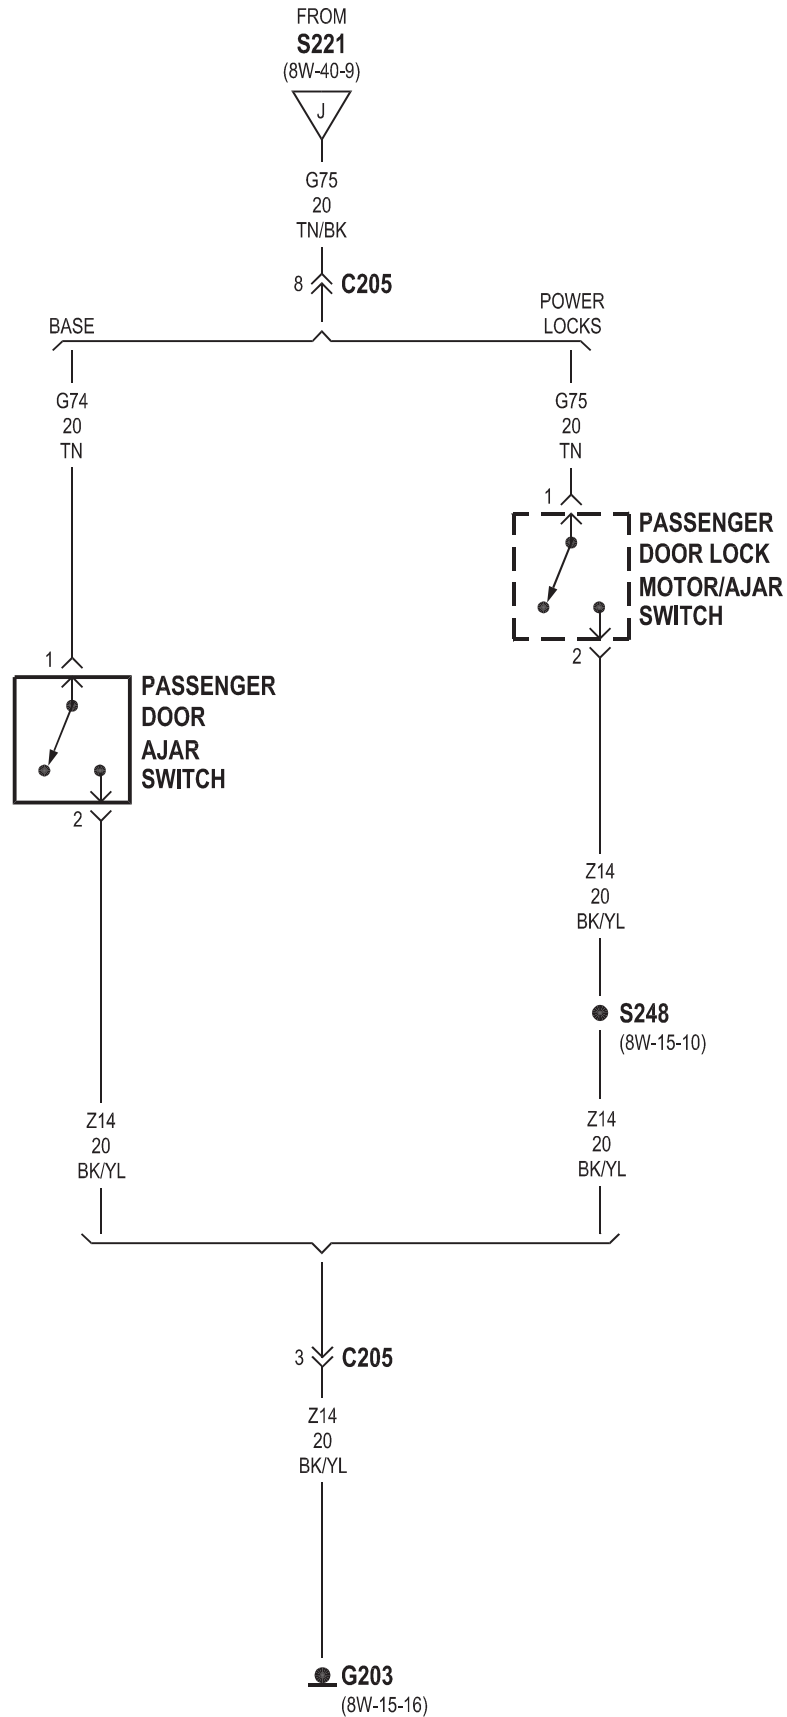 FROM
S221
(8W-40-9)
J
G75
20
TN/BK
8 C205
BASE
POWER
LOCKS
G74
20
TN
G75
20
TN
1
PASSENGER
DOOR LOCK
MOTOR/AJAR
SWITCH
2
1
PASSENGER
DOOR
AJAR
SWITCH
2
Z14
20
BK/YL
S248
(8W-15-10)
Z14
20
BK/YL
Z14
20
BK/YL
3 C205
Z14
20
BK/YL
G203
(8W-15-16)